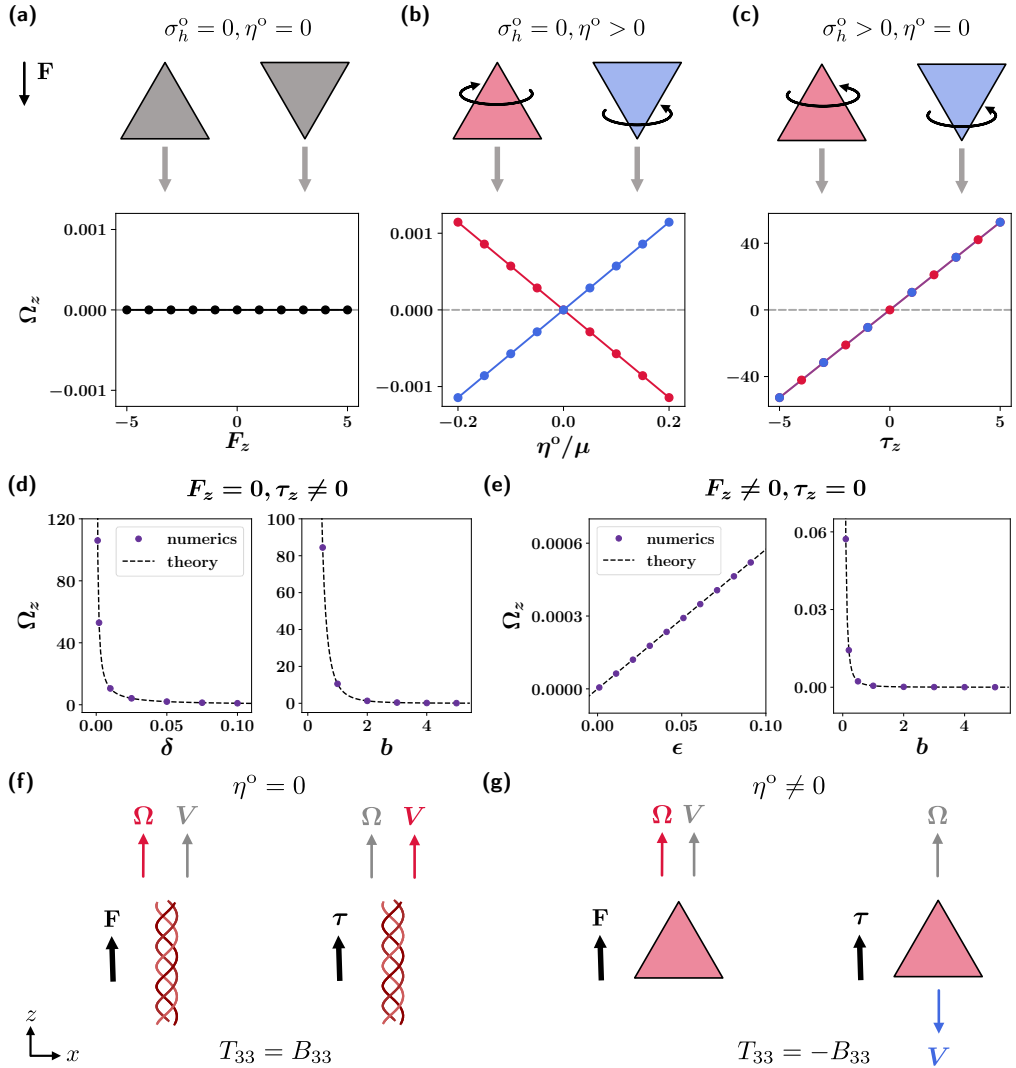 (a)
σ_h^o = 0, η^o = 0
F
0.001
0.000
−0.001
Ω_z
−5
0
5
F_z
(b)
σ_h^o = 0, η^o > 0
0.001
0.000
−0.001
−0.2
0.0
0.2
η^o/μ
(c)
σ_h^o > 0, η^o = 0
40
0
−40
−5
0
5
τ_z
(d)
F_z = 0, τ_z ≠ 0
120
80
40
0
Ω_z
numerics
theory
0.00
0.05
0.10
δ
100
80
60
40
20
0
0
2
4
b
(e)
F_z ≠ 0, τ_z = 0
0.0006
0.0003
0.0000
Ω_z
numerics
theory
0.00
0.05
0.10
ϵ
0.06
0.03
0.00
0
2
4
b
(f)
η^o = 0
Ω
V
F
Ω
V
τ
z
x
T_33 = B_33
(g)
η^o ≠ 0
Ω
V
F
Ω
τ
V
T_33 = −B_33